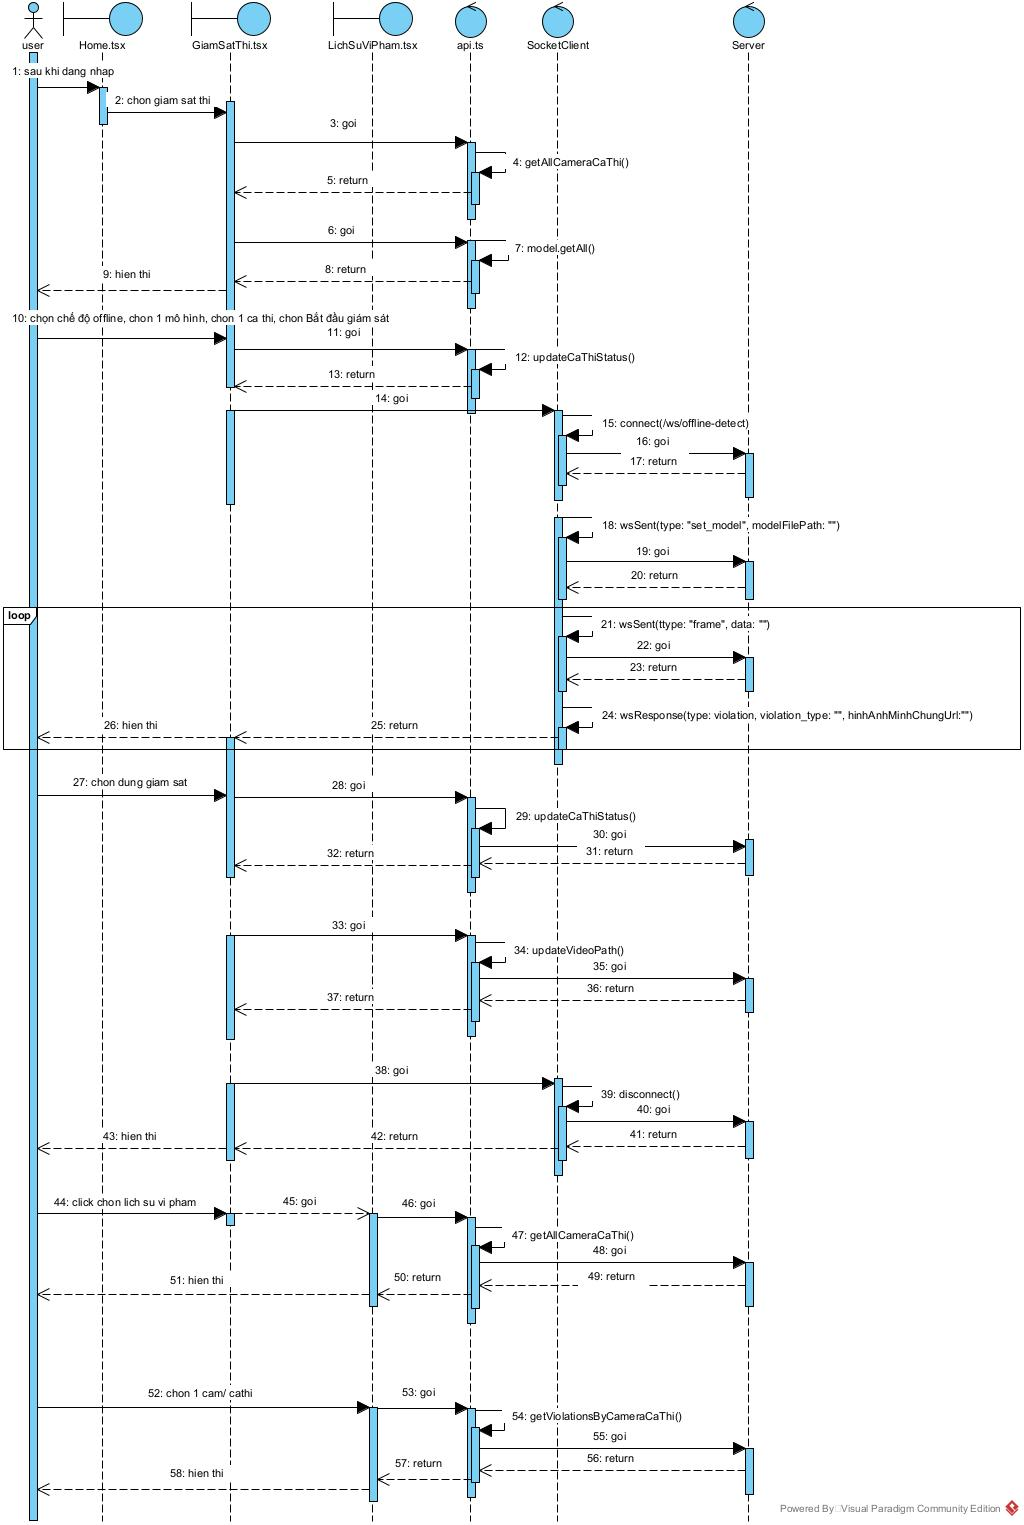 user
Home.tsx
GiamSatThi.tsx
LichSuViPham.tsx
api.ts
SocketClient
Server
1: sau khi dang nhap
2: chon giam sat thi
3: goi
4: getAllCameraCaThi()
5: return
6: goi
7: model.getAll()
8: return
9: hien thi
10: chọn chế độ offline, chon 1 mô hình, chon 1 ca thi, chon Bắt đầu giám sát
11: goi
12: updateCaThiStatus()
13: return
14: goi
15: connect(/ws/offline-detect)
16: goi
17: return
18: wsSent(type: "set_model", modelFilePath: "")
19: goi
20: return
loop
21: wsSent(ttype: "frame", data: "")
22: goi
23: return
24: wsResponse(type: violation, violation_type: "", hinhAnhMinhChungUrl:"")
25: return
26: hien thi
27: chon dung giam sat
28: goi
29: updateCaThiStatus()
30: goi
31: return
32: return
33: goi
34: updateVideoPath()
35: goi
36: return
37: return
38: goi
39: disconnect()
40: goi
41: return
42: return
43: hien thi
44: click chon lich su vi pham
45: goi
46: goi
47: getAllCameraCaThi()
48: goi
49: return
50: return
51: hien thi
52: chon 1 cam/ cathi
53: goi
54: getViolationsByCameraCaThi()
55: goi
56: return
57: return
58: hien thi
Powered By Visual Paradigm Community Edition